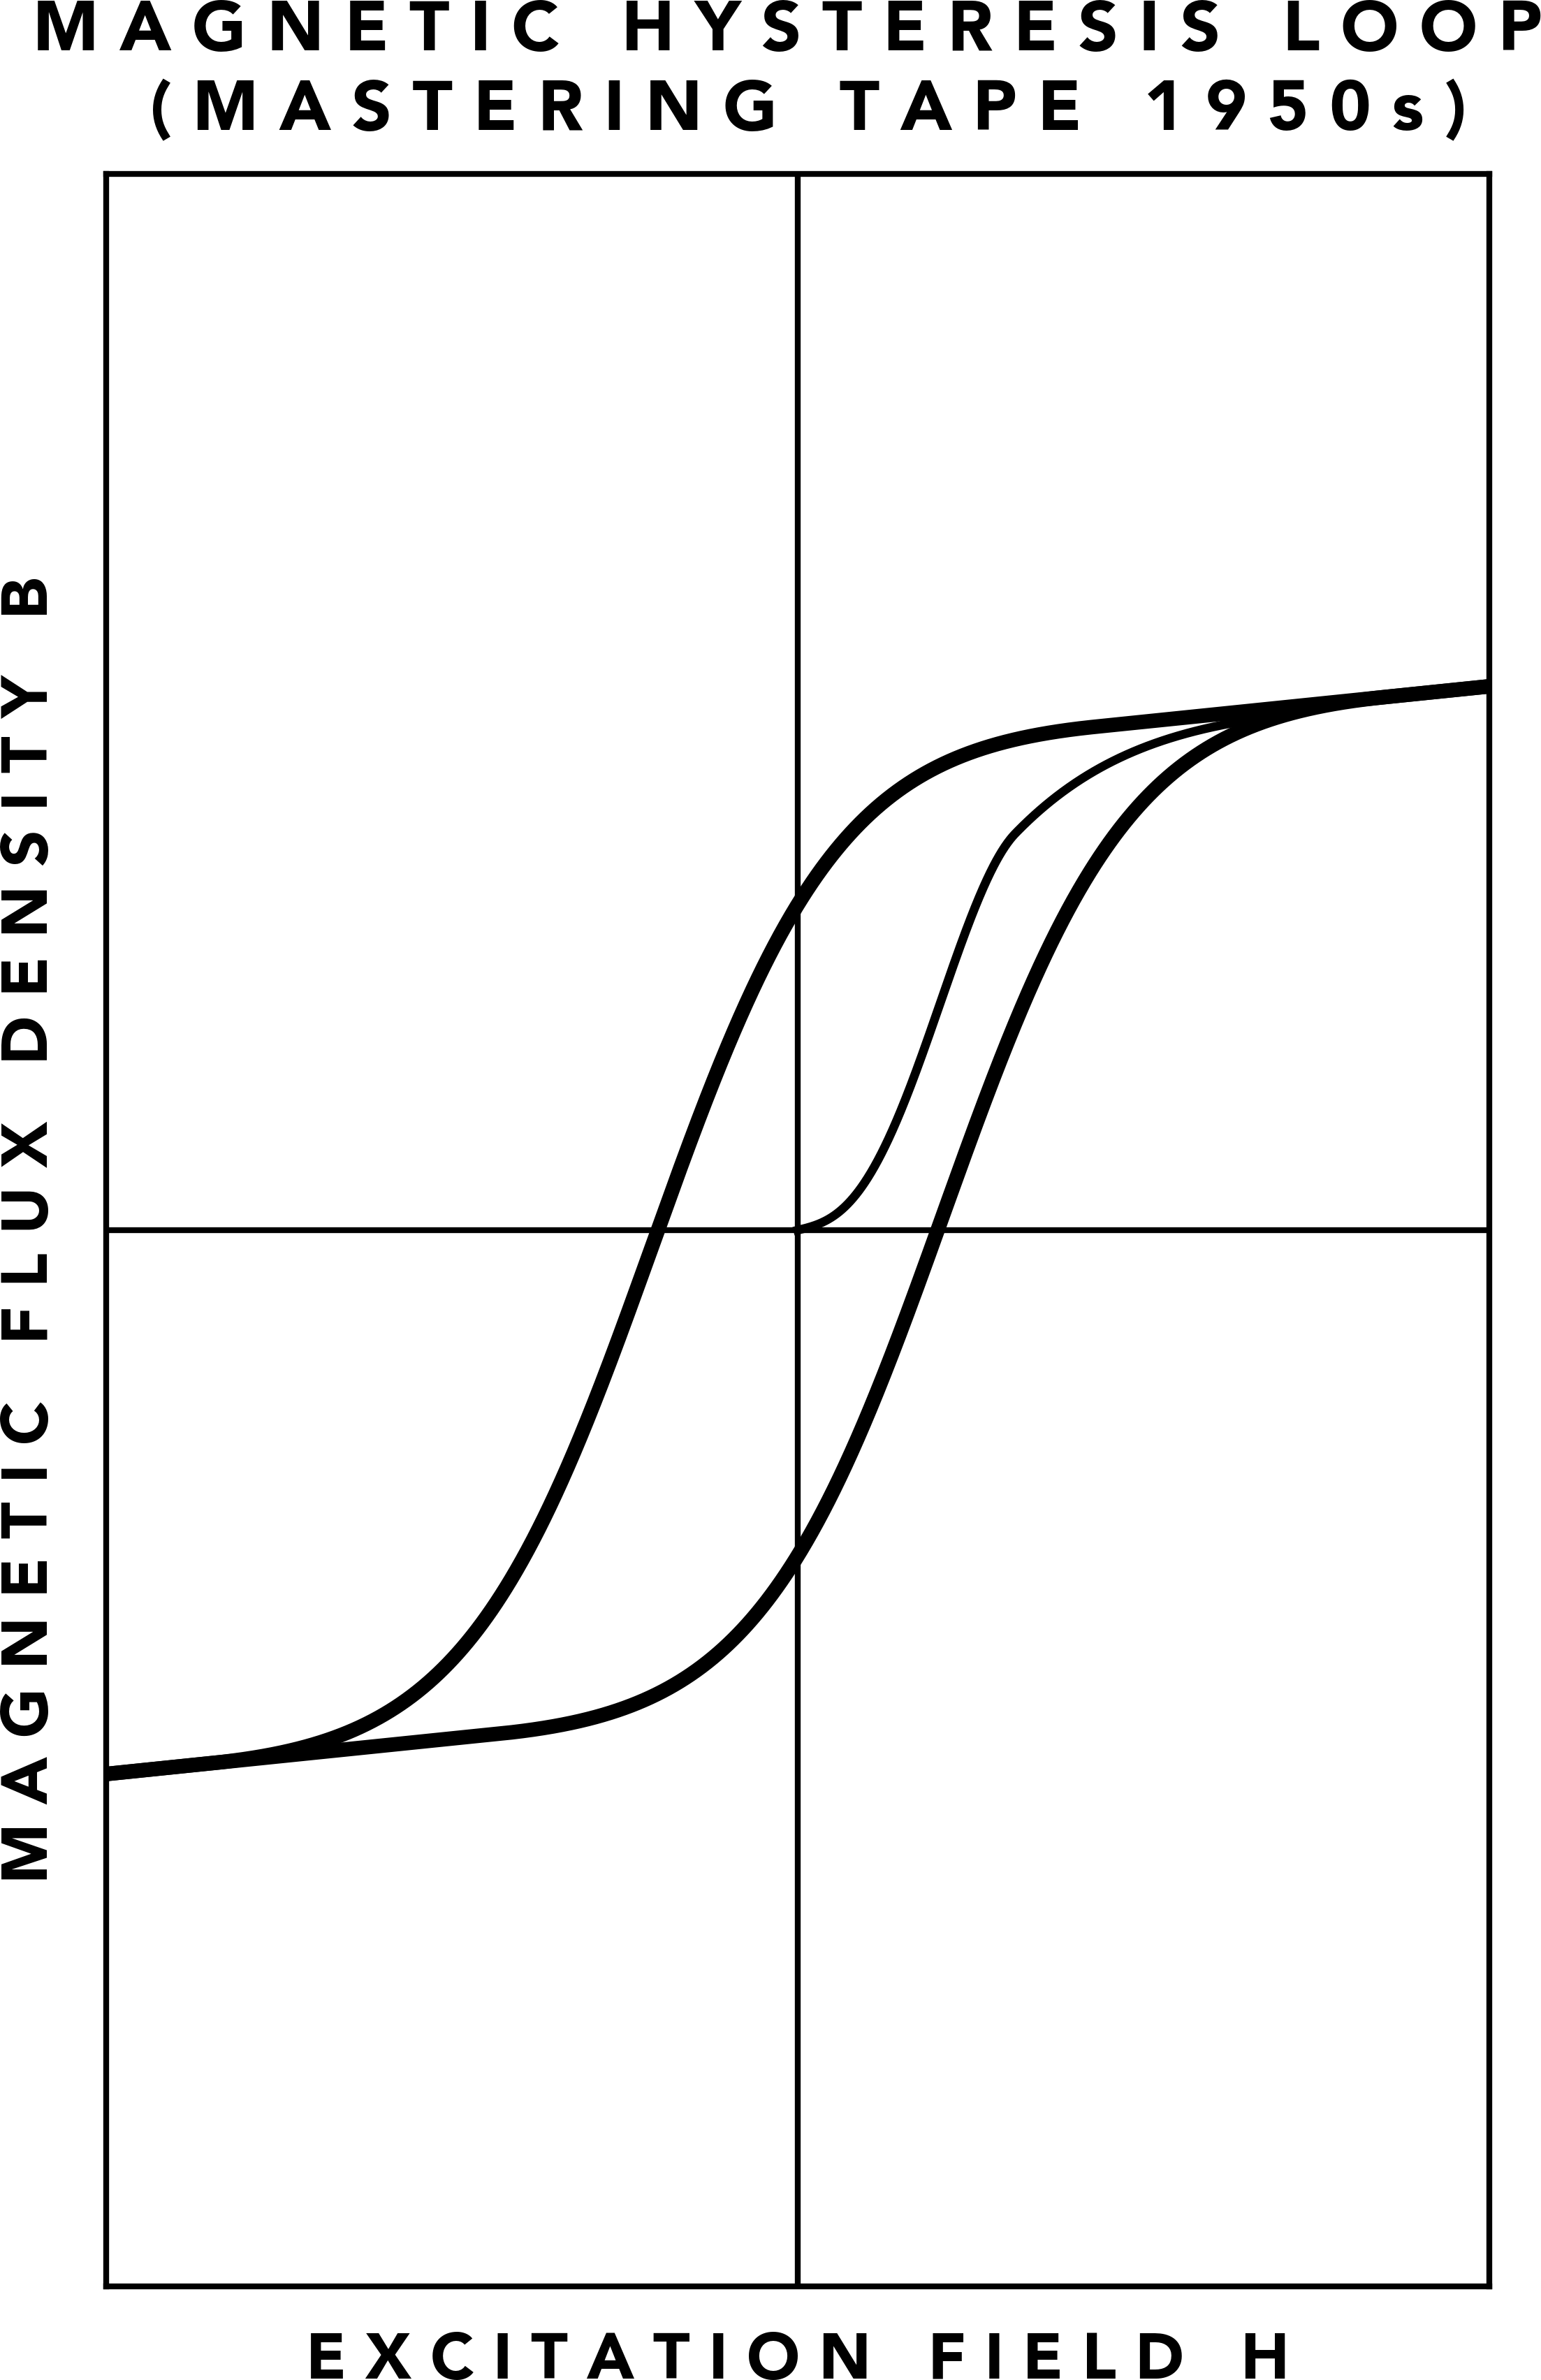 MAGNETIC HYSTERESIS LOOP
(MASTERING TAPE 1950s)
MAGNETIC FLUX DENSITY B
EXCITATION FIELD H